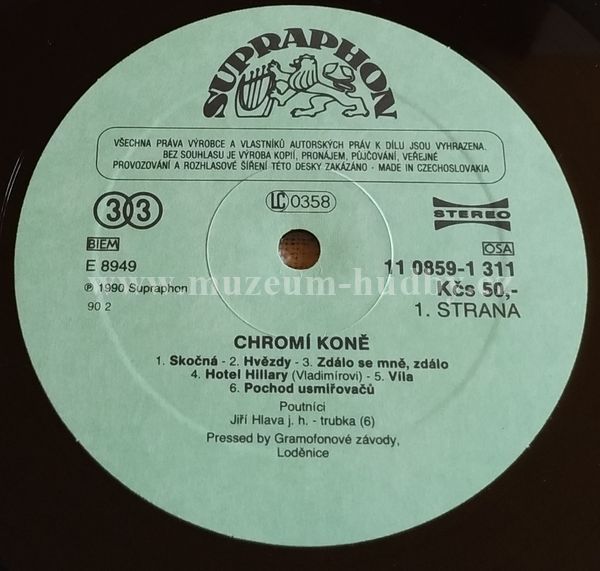 SUPRAPHON
VŠECHNA PRÁVA VÝROBCE A VLASTNÍKŮ AUTORSKÝCH PRÁV K DÍLU JSOU VYHRAZENA.
BEZ SOUHLASU JE VÝROBA KOPIÍ, PRONÁJEM, PŮJČOVÁNÍ, VEŘEJNÉ
PROVOZOVÁNÍ A ROZHLASOVÉ ŠÍŘENÍ TÉTO DESKY ZAKÁZÁNO - MADE IN CZECHOSLOVAKIA
33
LC 0358
STEREO
BIEM
OSA
E 8949
11 0859-1 311
℗ 1990 Supraphon
Kčs 50,-
90 2
1. STRANA
CHROMÍ KONĚ
1. Skočná - 2. Hvězdy - 3. Zdálo se mně, zdálo
4. Hotel Hillary (Vladimírovi) - 5. Víla
6. Pochod usmiřovačů
Poutníci
Jiří Hlava j. h. - trubka (6)
Pressed by Gramofonové závody,
Loděnice